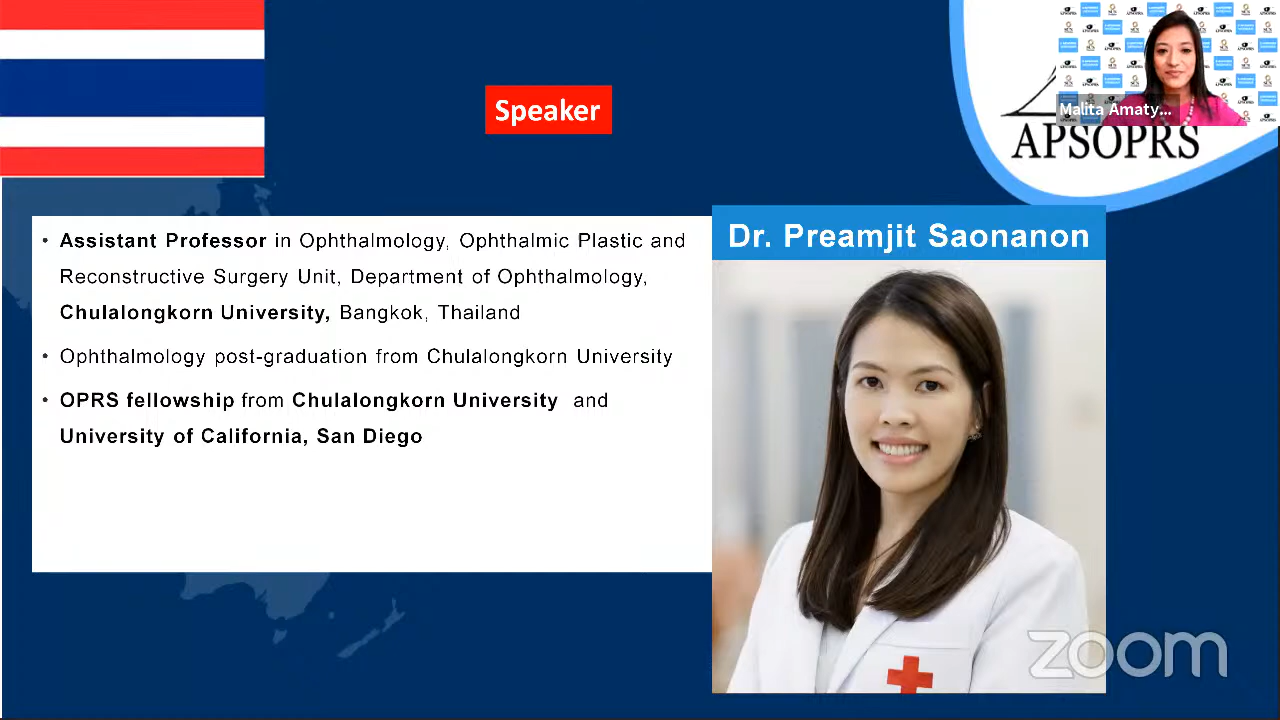 Speaker
Malita Amaty...
APSOPRS
Dr. Preamjit Saonanon
• Assistant Professor in Ophthalmology, Ophthalmic Plastic and
Reconstructive Surgery Unit, Department of Ophthalmology,
Chulalongkorn University, Bangkok, Thailand
• Ophthalmology post-graduation from Chulalongkorn University
• OPRS fellowship from Chulalongkorn University and
University of California, San Diego
zoom